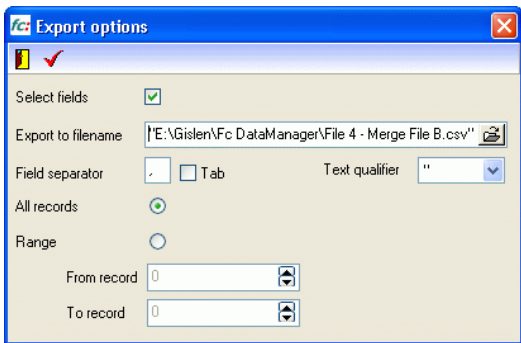 fc: Export options
Select fields
Export to filename "E:\Gislen\Fc DataManager\File 4 - Merge File B.csv"
Field separator , Tab Text qualifier "
All records
Range
From record 0
To record 0